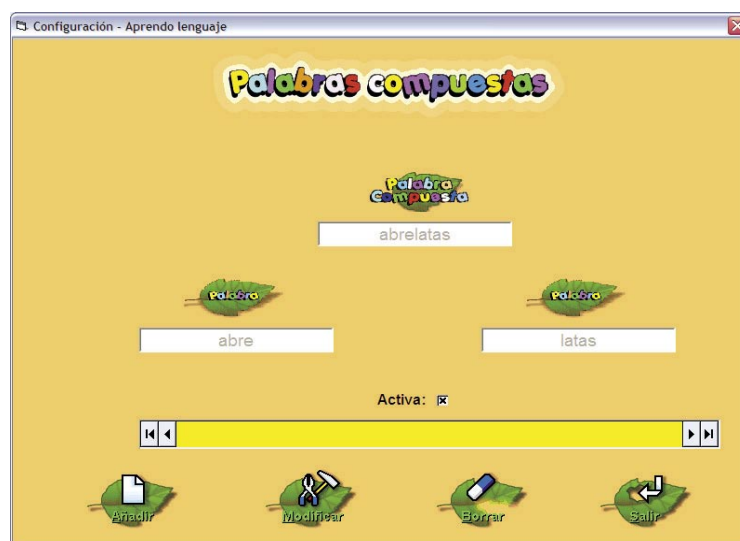 Configuración - Aprendo lenguaje
Palabras compuestas
Palabra
Compuesta
abrelatas
Palabra
Palabra
abre
latas
Activa:
Añadir
Modificar
Borrar
Salir